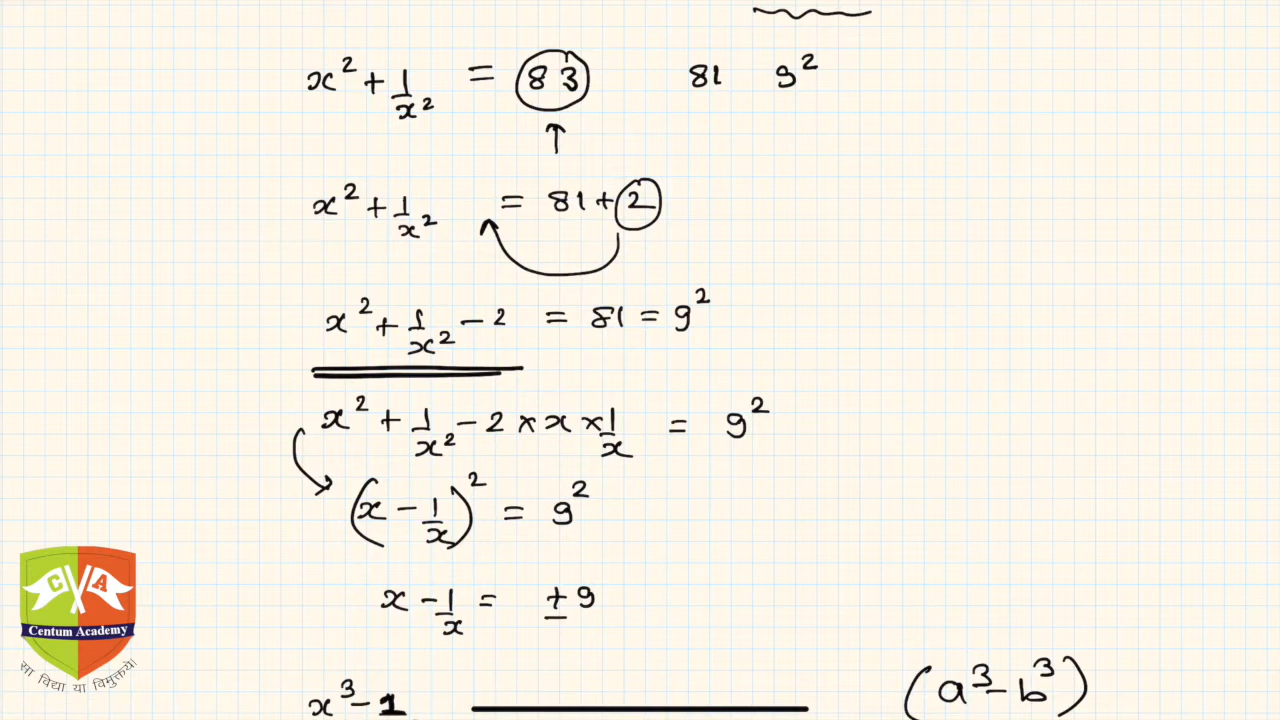 x² + 1/x² = 83 81 9²
x² + 1/x² = 81 + 2
x² + 1/x² - 2 = 81 = 9²
x² + 1/x² - 2 × x × 1/x = 9²
(x - 1/x)² = 9²
x - 1/x = ± 9
x³ - 1
(a³ - b³)
C A
Centum Academy
सा विद्या या विमुक्तये।